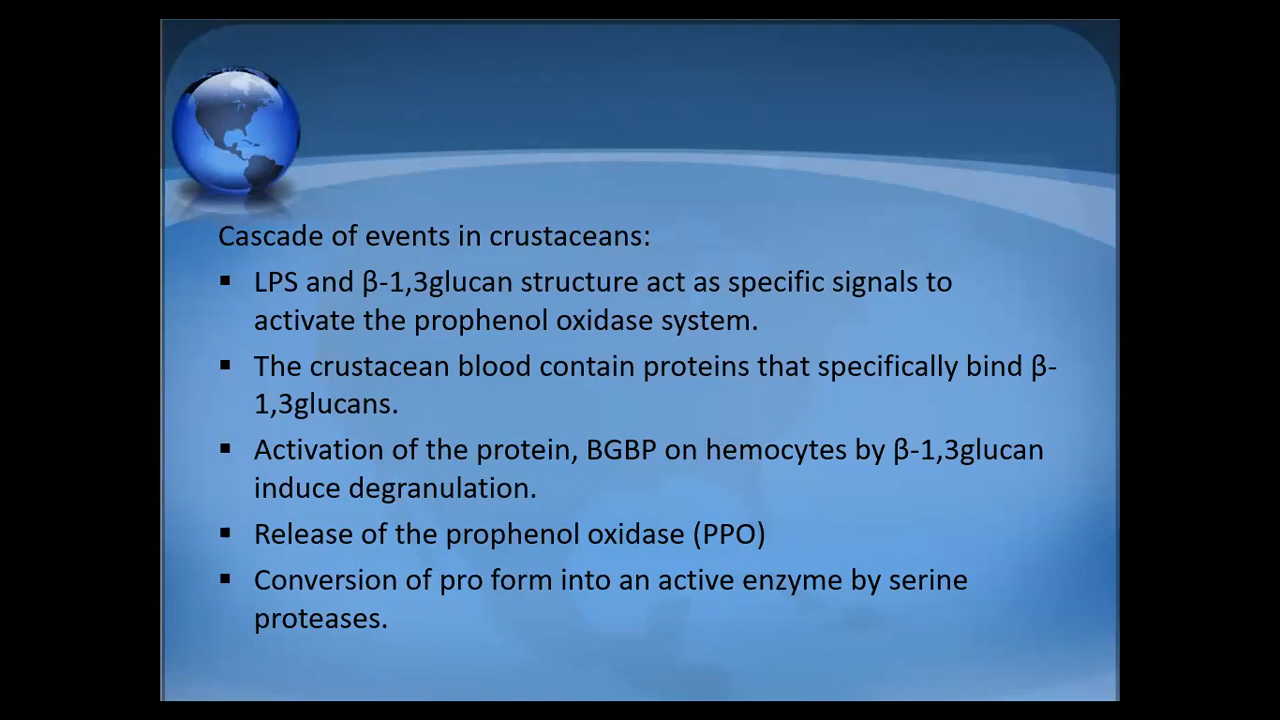 Cascade of events in crustaceans:
▪ LPS and β-1,3glucan structure act as specific signals to
activate the prophenol oxidase system.
▪ The crustacean blood contain proteins that specifically bind β-
1,3glucans.
▪ Activation of the protein, BGBP on hemocytes by β-1,3glucan
induce degranulation.
▪ Release of the prophenol oxidase (PPO)
▪ Conversion of pro form into an active enzyme by serine
proteases.